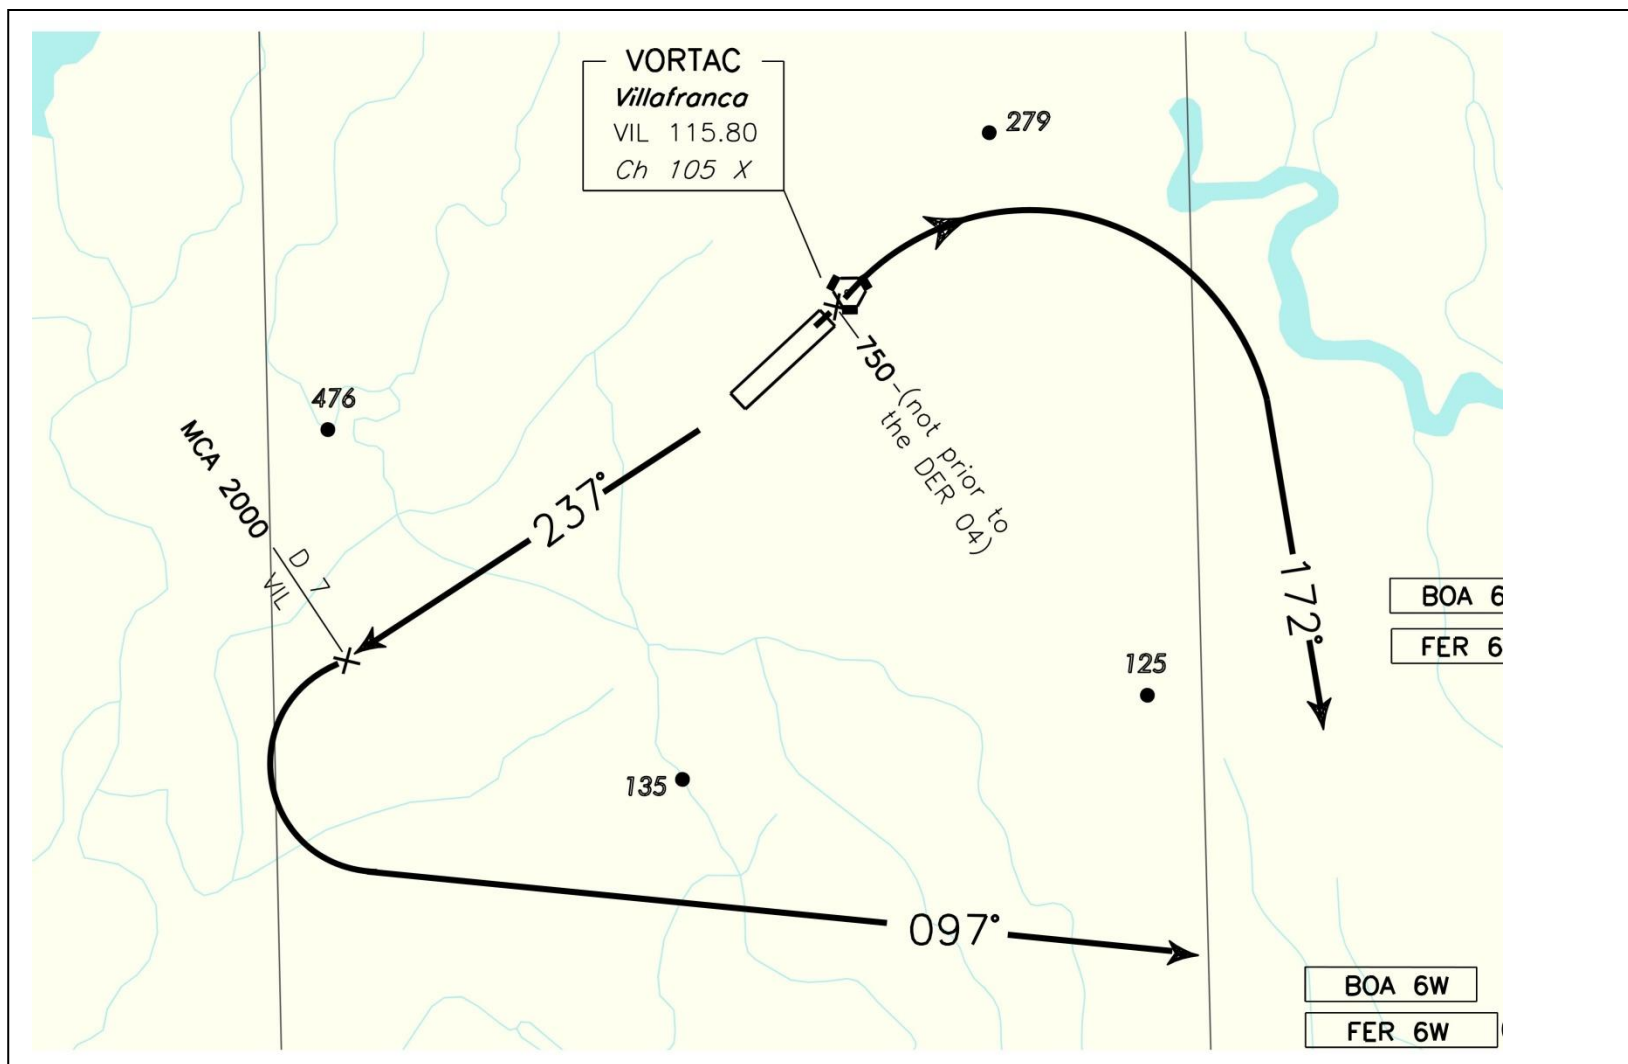 VORTAC
Villafranca
VIL 115.80
Ch 105 X
279
476
750-(not prior to
the DER 04)
MCA 2000
D 7
VIL
237°
172°
BOA 6
FER 6
125
135
097°
BOA 6W
FER 6W